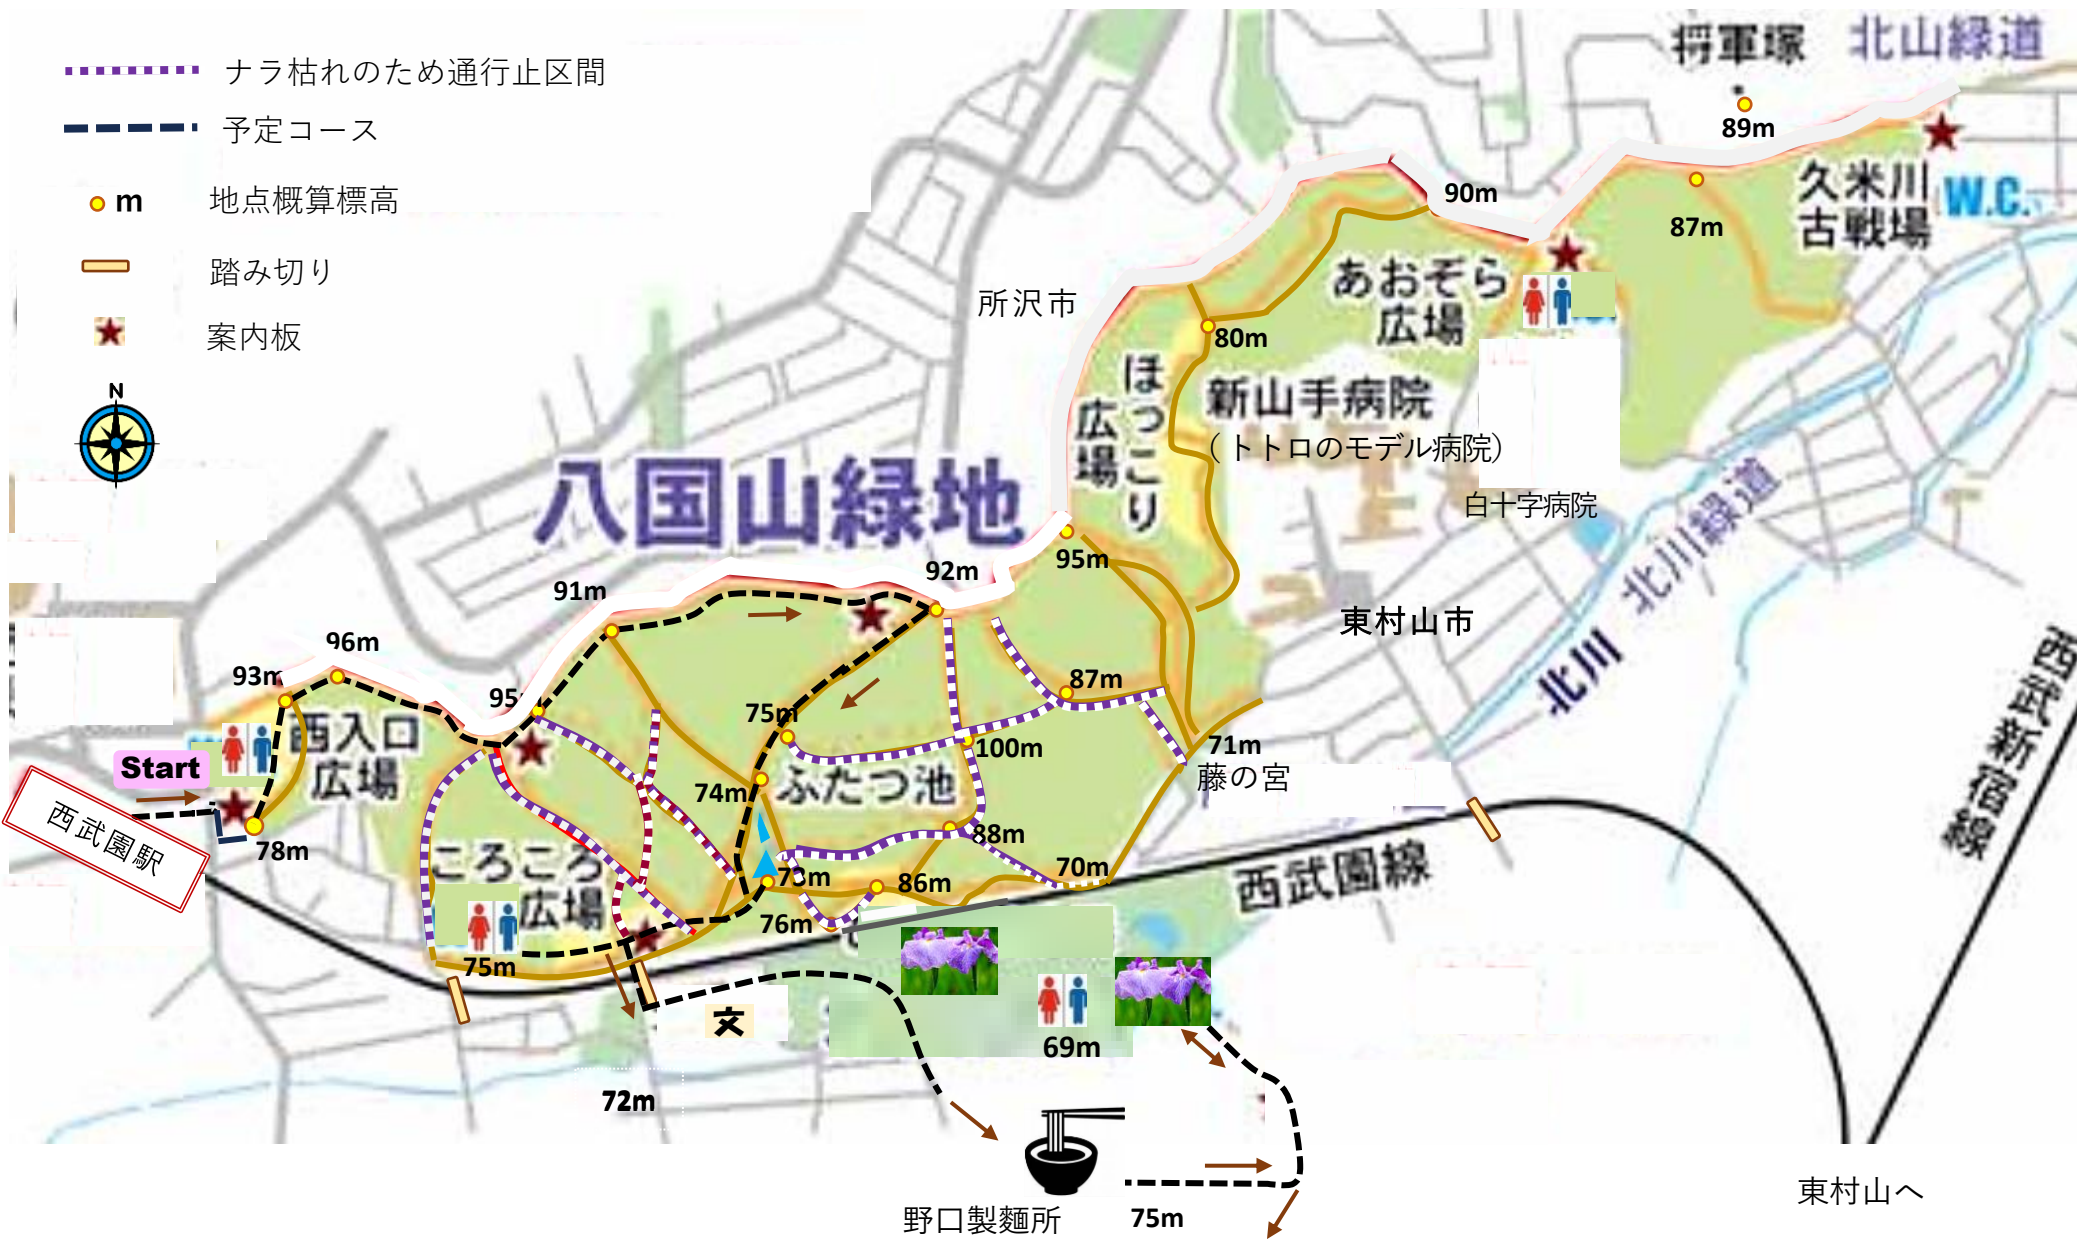 ナラ枯れのため通行止区間
予定コース
m 地点概算標高
踏み切り
案内板
N
将軍塚
北山緑道
89m
久米川
古戦場
W.C.
87m
90m
あおぞら
広場
所沢市
80m
ほっこり
広場
新山手病院
（トトロのモデル病院）
白十字病院
北川緑道
八国山緑地
95m
92m
91m
96m
93m
95
東村山市
北川
西武新宿線
87m
75m
100m
71m
藤の宮
西入口
広場
Start
西武園駅
78m
74m
ふたつ池
88m
70m
ころころ
広場
73m
86m
76m
75m
西武園線
文
69m
72m
野口製麵所
75m
東村山へ